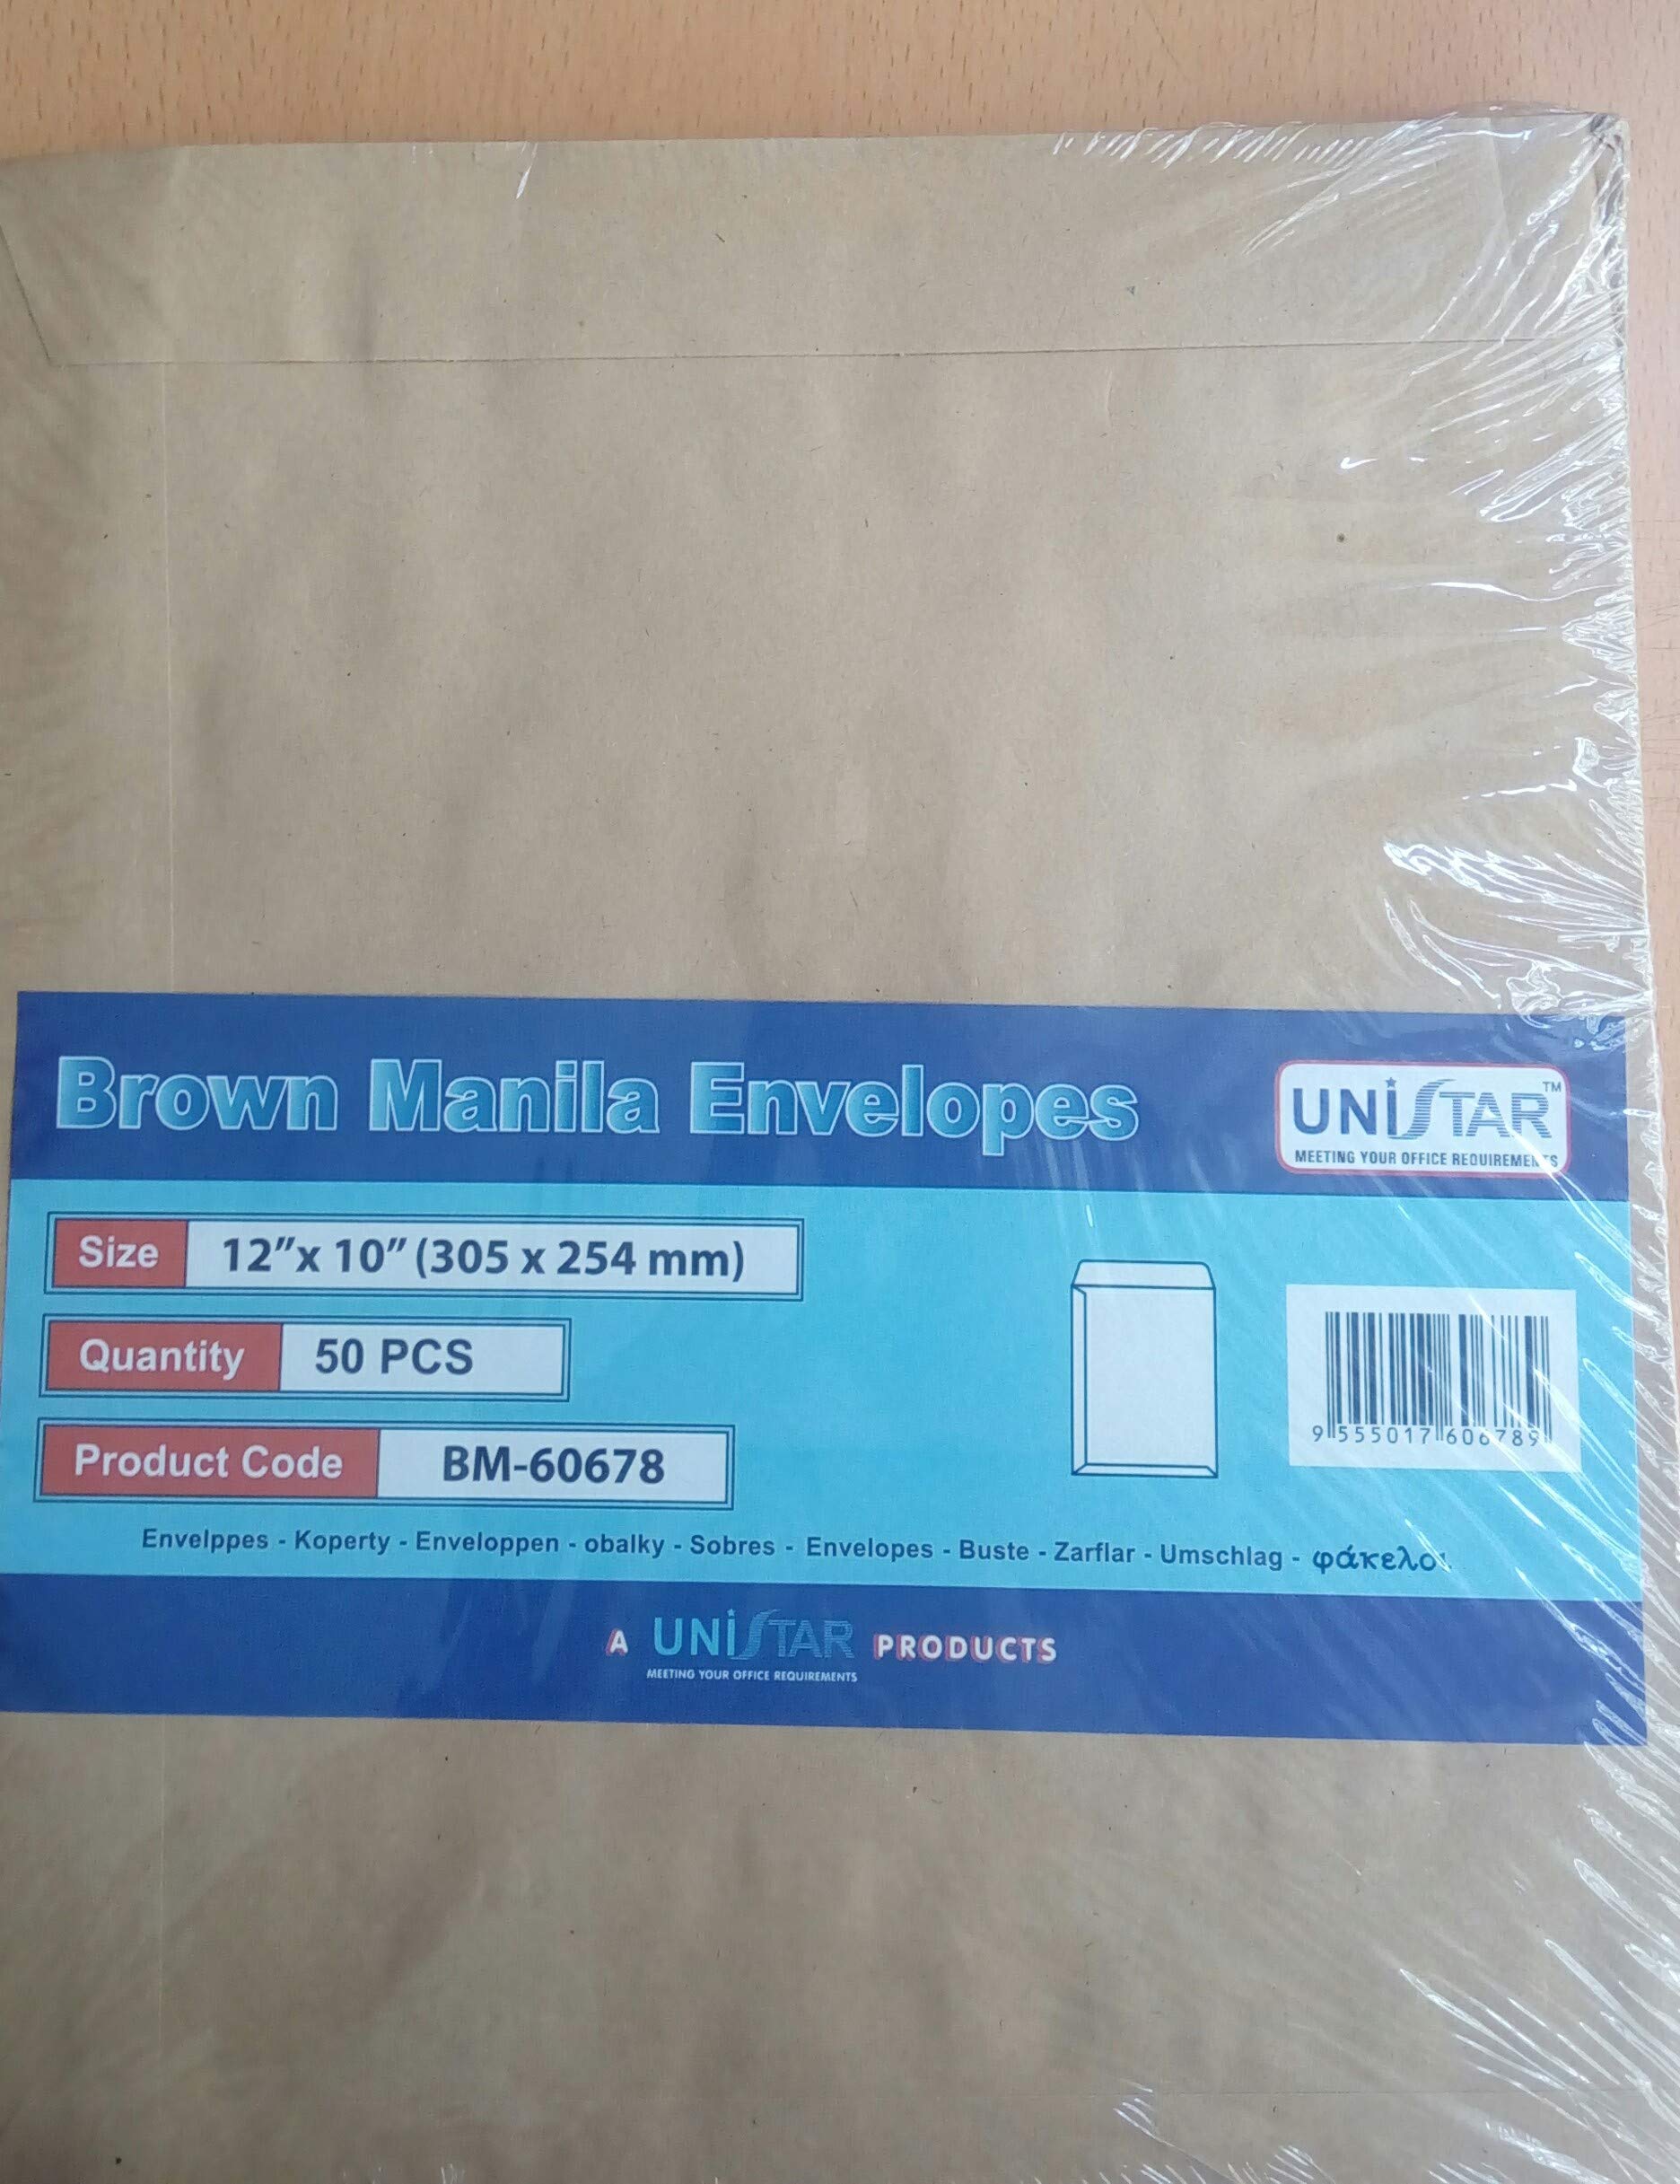 Brown Manila Envelopes
UNiSTAR™
MEETING YOUR OFFICE REQUIREMENTS
Size 12"x 10" (305 x 254 mm)
Quantity 50 PCS
Product Code BM-60678
9 555017 606789
Envelppes - Koperty - Enveloppen - obalky - Sobres - Envelopes - Buste - Zarflar - Umschlag - φάκελοι
A UNiSTAR PRODUCTS
MEETING YOUR OFFICE REQUIREMENTS